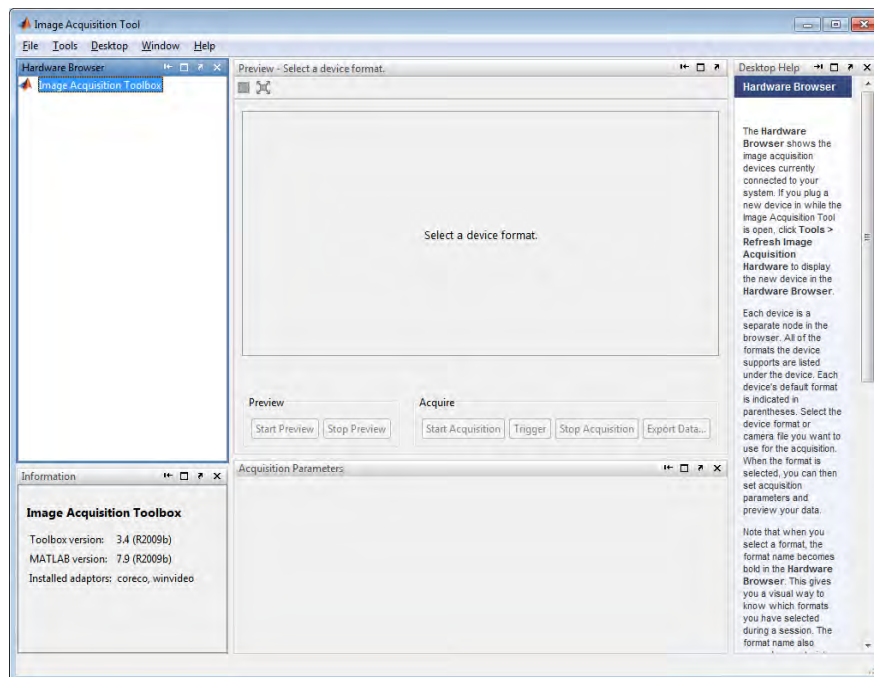 Image Acquisition Tool
File Tools Desktop Window Help
Hardware Browser
Image Acquisition Toolbox
Preview - Select a device format.
Select a device format.
Preview
Start Preview Stop Preview
Acquire
Start Acquisition Trigger Stop Acquisition Export Data...
Information
Image Acquisition Toolbox
Toolbox version: 3.4 (R2009b)
MATLAB version: 7.9 (R2009b)
Installed adaptors: coreco, winvideo
Acquisition Parameters
Desktop Help
Hardware Browser
The Hardware
Browser shows the
image acquisition
devices currently
connected to your
system. If you plug a
new device in while the
Image Acquisition Tool
is open, click Tools >
Refresh Image
Acquisition
Hardware to display
the new device in the
Hardware Browser.
Each device is a
separate node in the
browser. All of the
formats the device
supports are listed
under the device. Each
device's default format
is indicated in
parentheses. Select the
device format or
camera file you want to
use for the acquisition.
When the format is
selected, you can then
set acquisition
parameters and
preview your data.
Note that when you
select a format, the
format name becomes
bold in the Hardware
Browser. This gives
you a visual way to
know which formats
you have selected
during a session. The
format name also